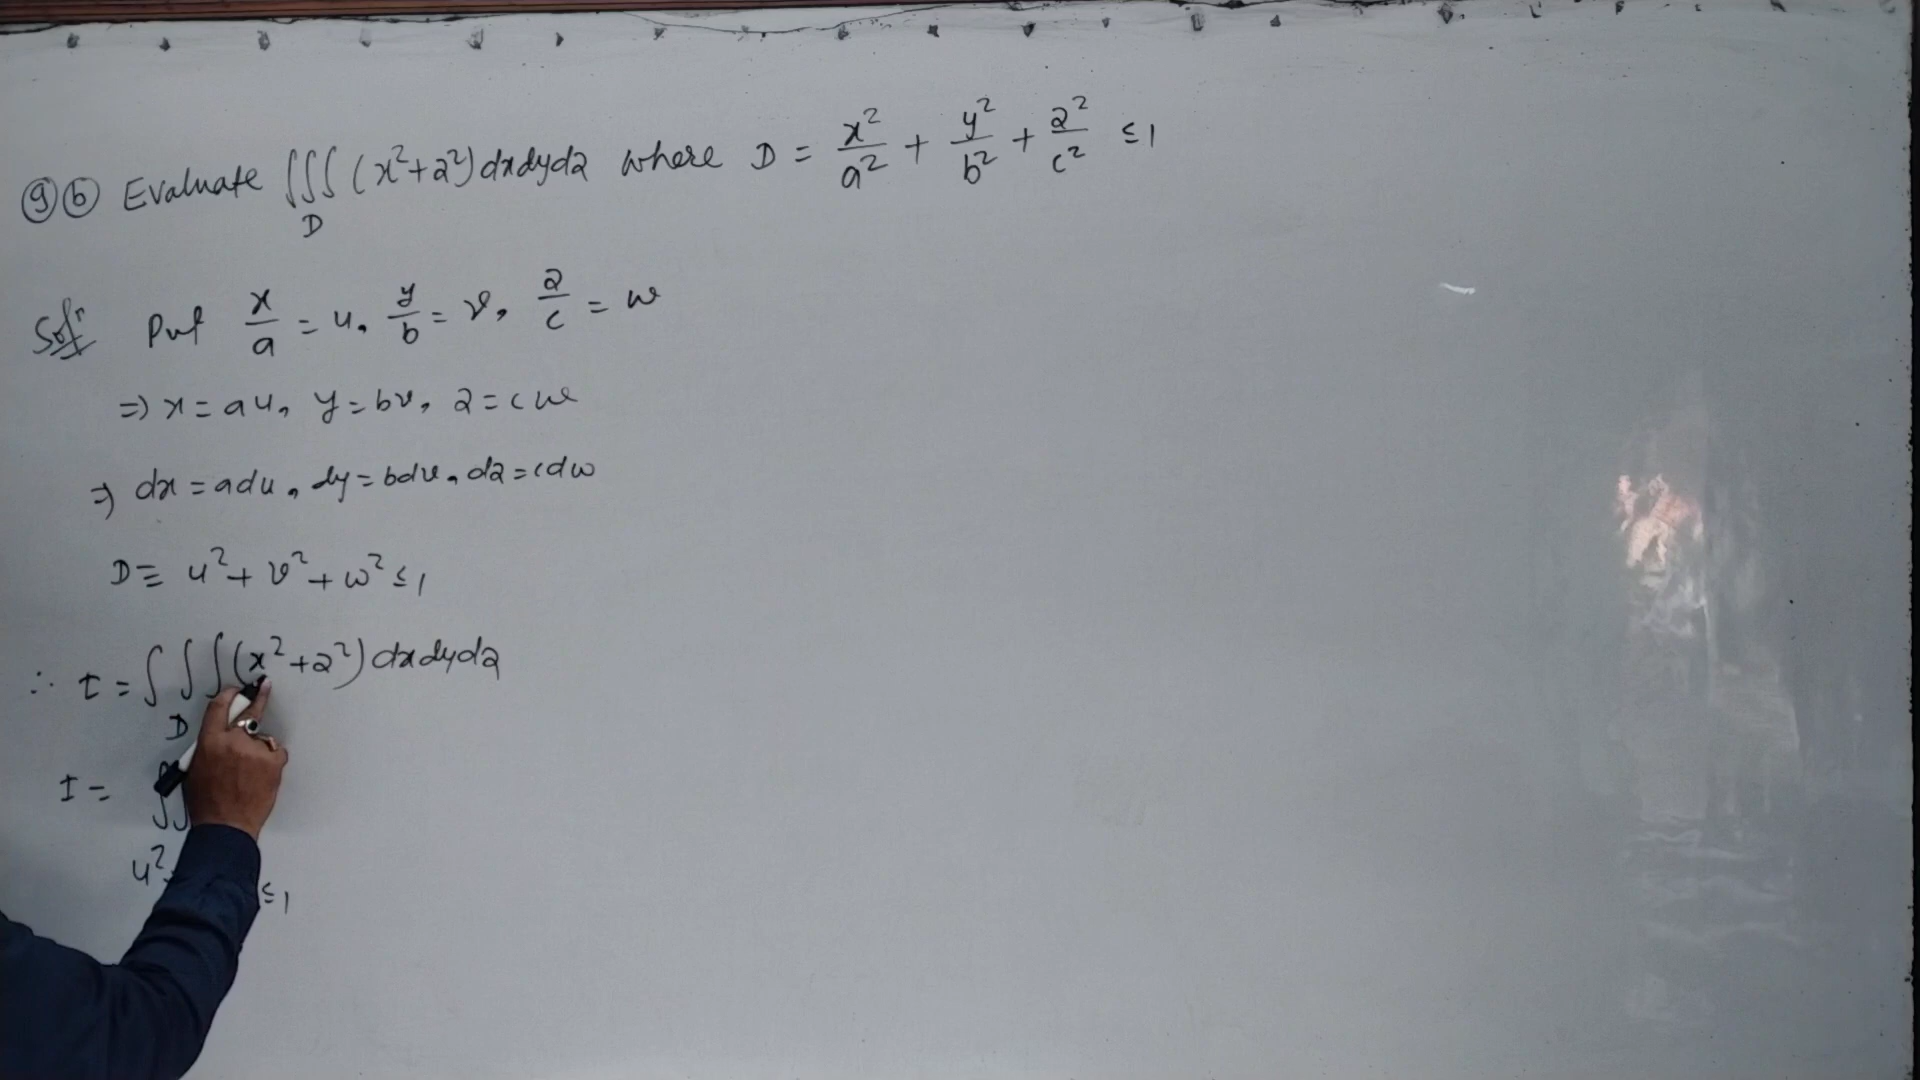 9 b Evaluate ∫∫∫_D (x²+z²) dxdydz where D = x²/a² + y²/b² + z²/c² ≤ 1
Solⁿ Put x/a = u, y/b = v, z/c = w
⇒ x = au, y = bv, z = cw
⇒ dx = adu, dy = bdv, dz = cdw
D ≡ u² + v² + w² ≤ 1
∴ I = ∫∫∫_D (x²+z²) dxdydz
I = ∫∫
u² ≤ 1